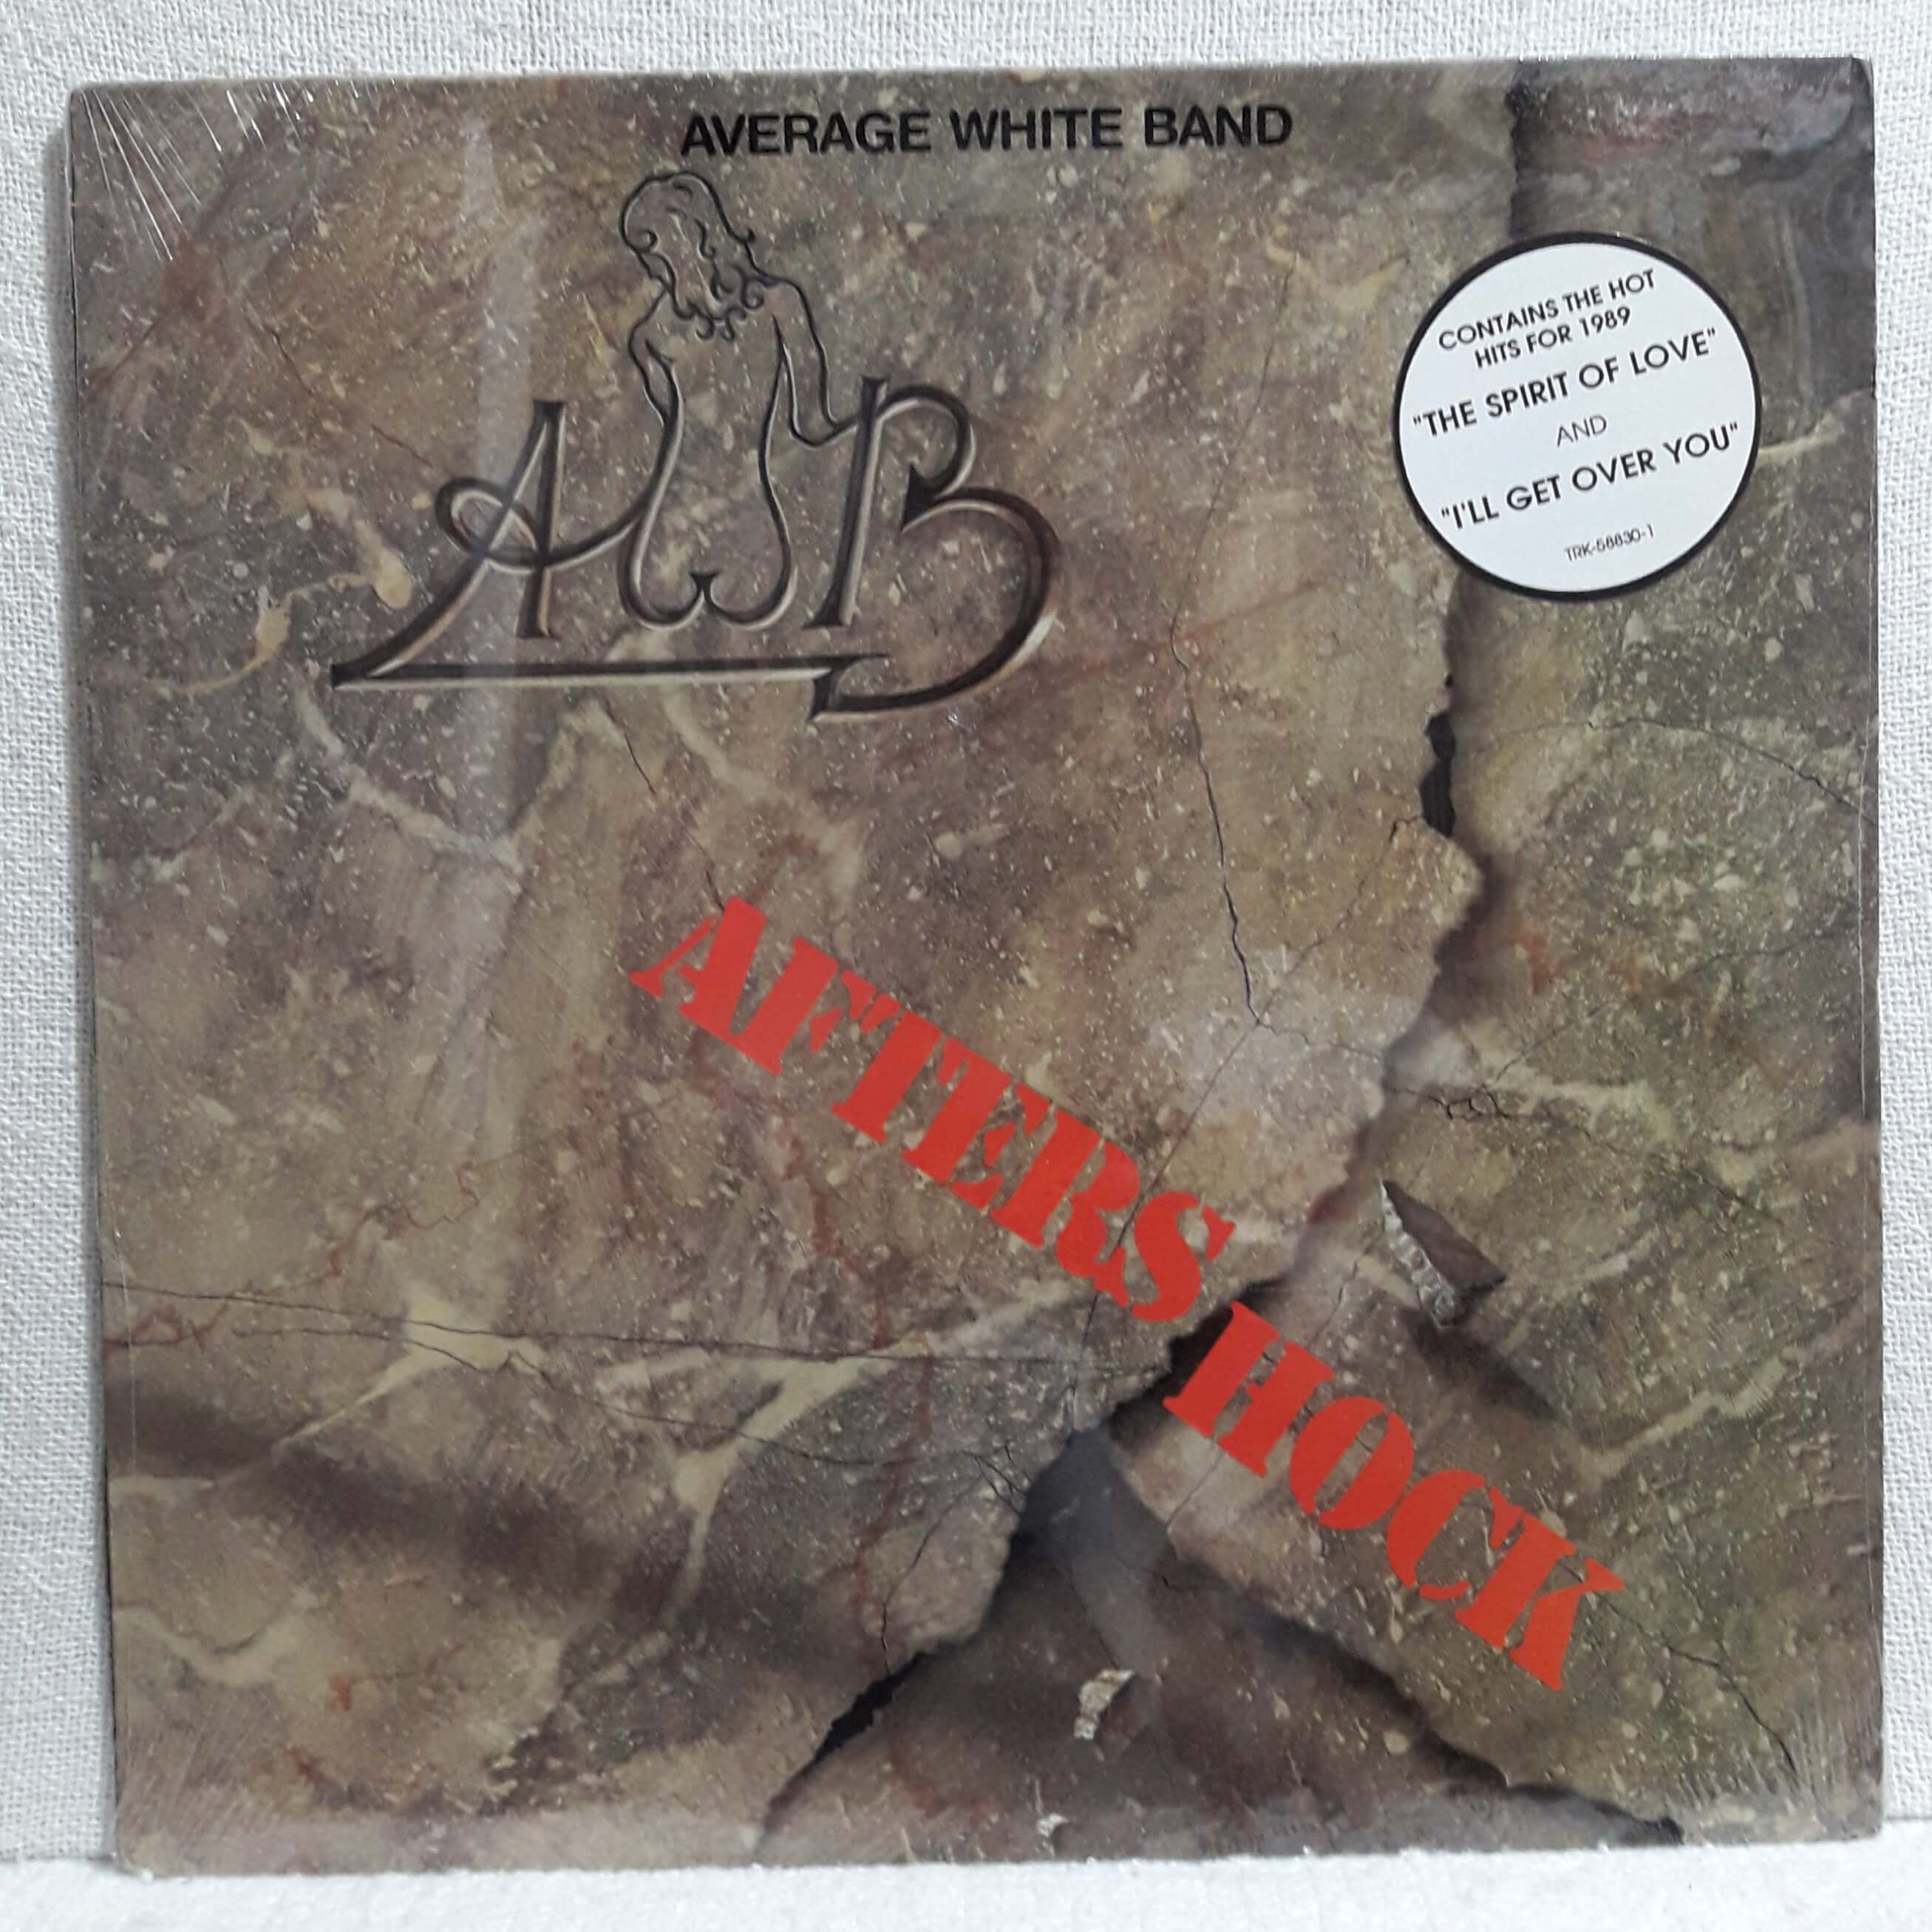 AVERAGE WHITE BAND
AWB
CONTAINS THE HOT
HITS FOR 1989
"THE SPIRIT OF LOVE"
AND
"I'LL GET OVER YOU"
TRK-58830-1
AFTERSHOCK